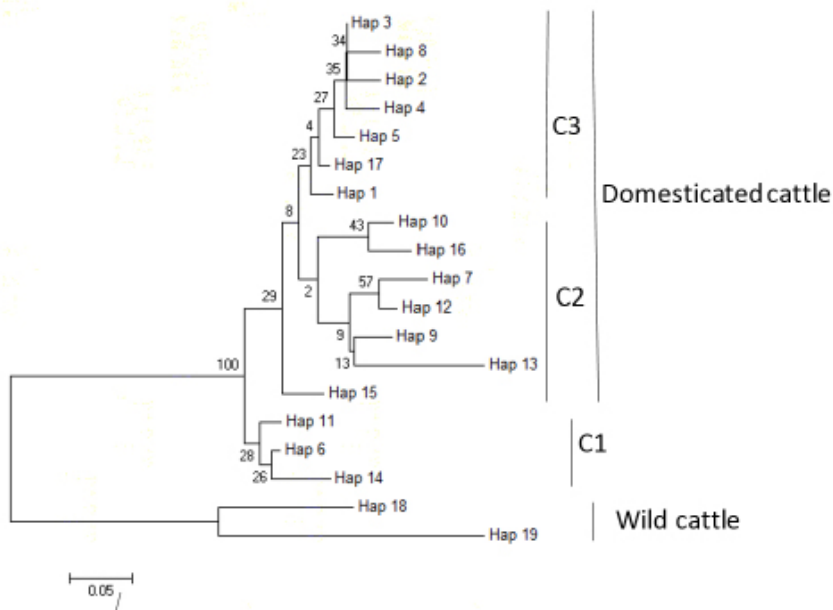 Hap 3
34
Hap 8
35
Hap 2
27
Hap 4
4
Hap 5
C3
23
Hap 17
Domesticated cattle
Hap 1
8
Hap 10
43
Hap 16
57
Hap 7
2
29
C2
Hap 12
9
Hap 9
13
Hap 13
100
Hap 15
Hap 11
C1
28
Hap 6
26
Hap 14
Hap 18
Wild cattle
Hap 19
0.05